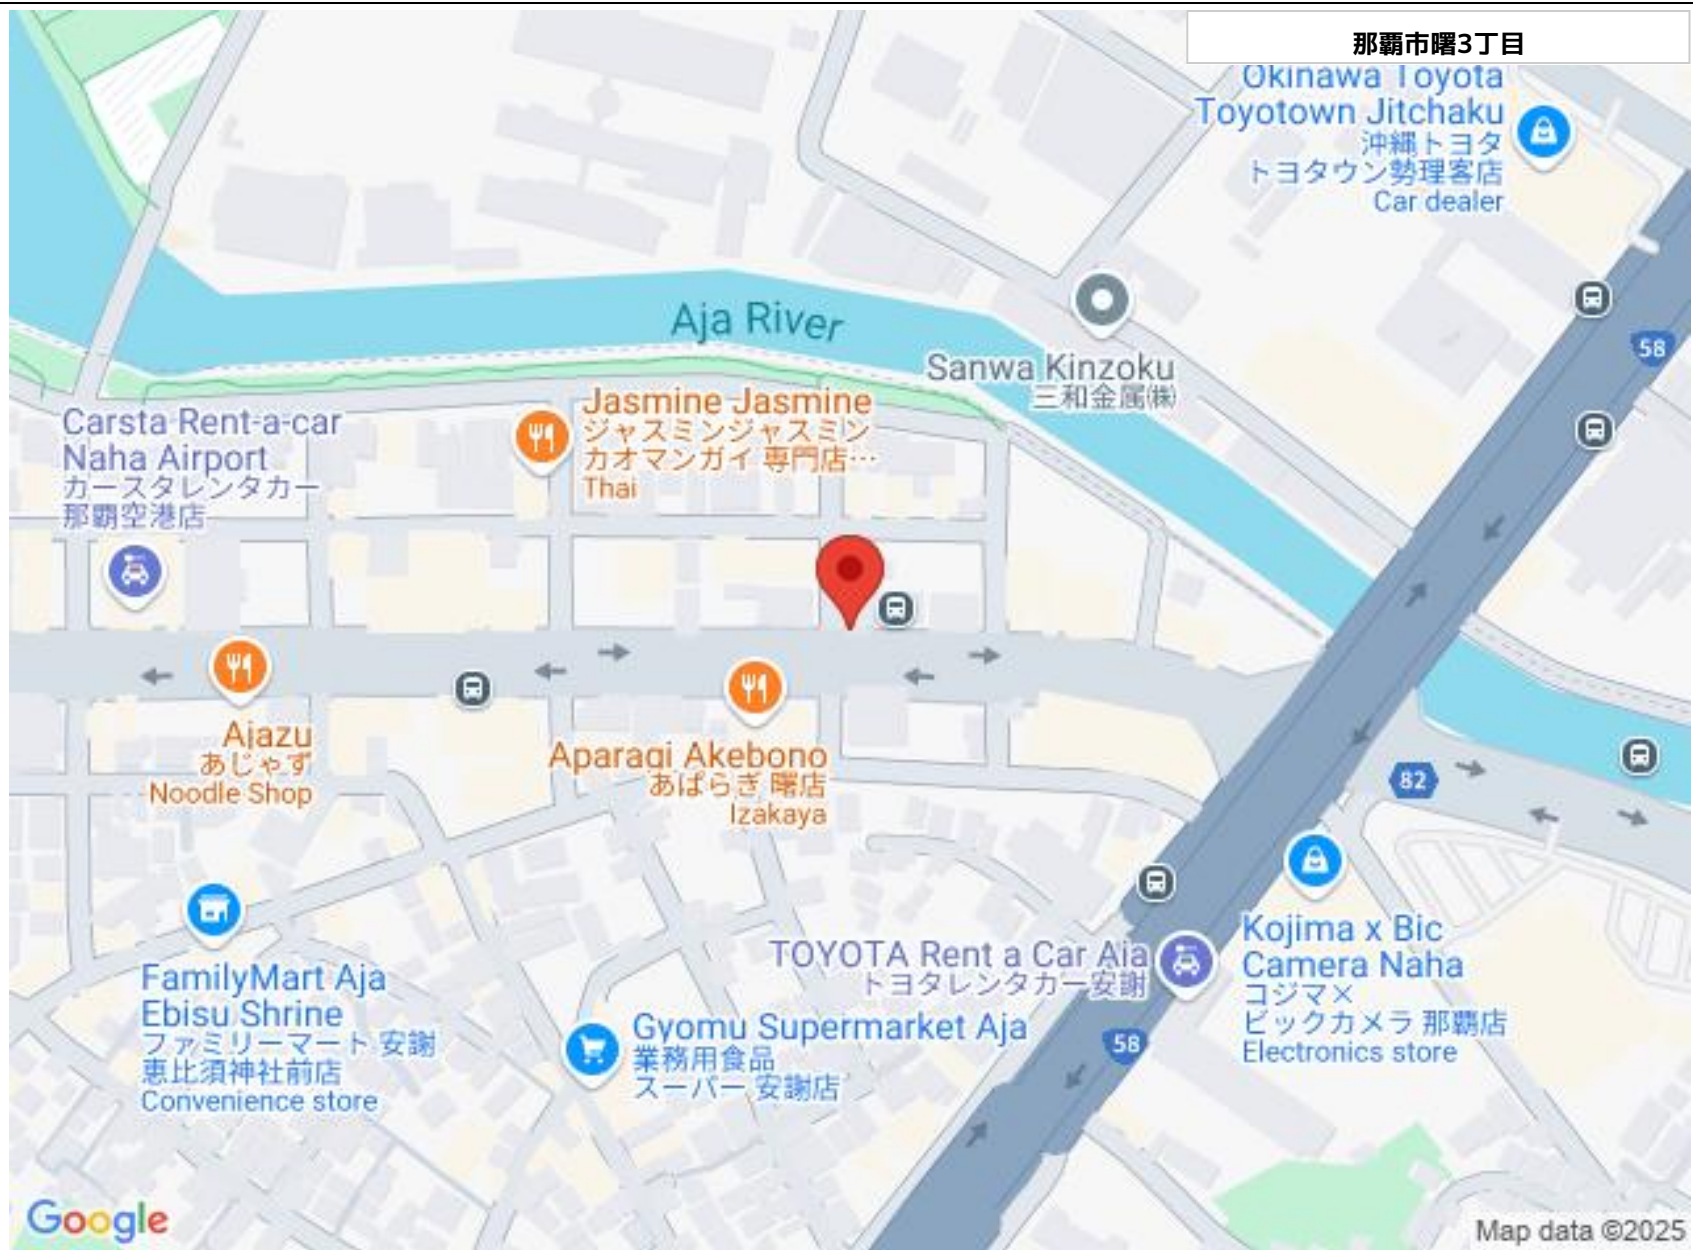 那覇市曙3丁目
Okinawa Toyota
Toyotown Jitchaku
沖縄トヨタ
トヨタウン勢理客店
Car dealer
58
Aja River
Sanwa Kinzoku
三和金属㈱
Jasmine Jasmine
ジャスミンジャスミン
カオマンガイ 専門店…
Thai
Carsta Rent-a-car
Naha Airport
カースタレンタカー
那覇空港店
Ajazu
あじゃず
Noodle Shop
Aparagi Akebono
あぱらぎ 曙店
Izakaya
82
FamilyMart Aja
Ebisu Shrine
ファミリーマート 安謝
恵比須神社前店
Convenience store
TOYOTA Rent a Car Aja
トヨタレンタカー安謝
Kojima x Bic
Camera Naha
コジマ×
ビックカメラ 那覇店
Electronics store
Gyomu Supermarket Aja
業務用食品
スーパー 安謝店
58
Google
Map data ©2025